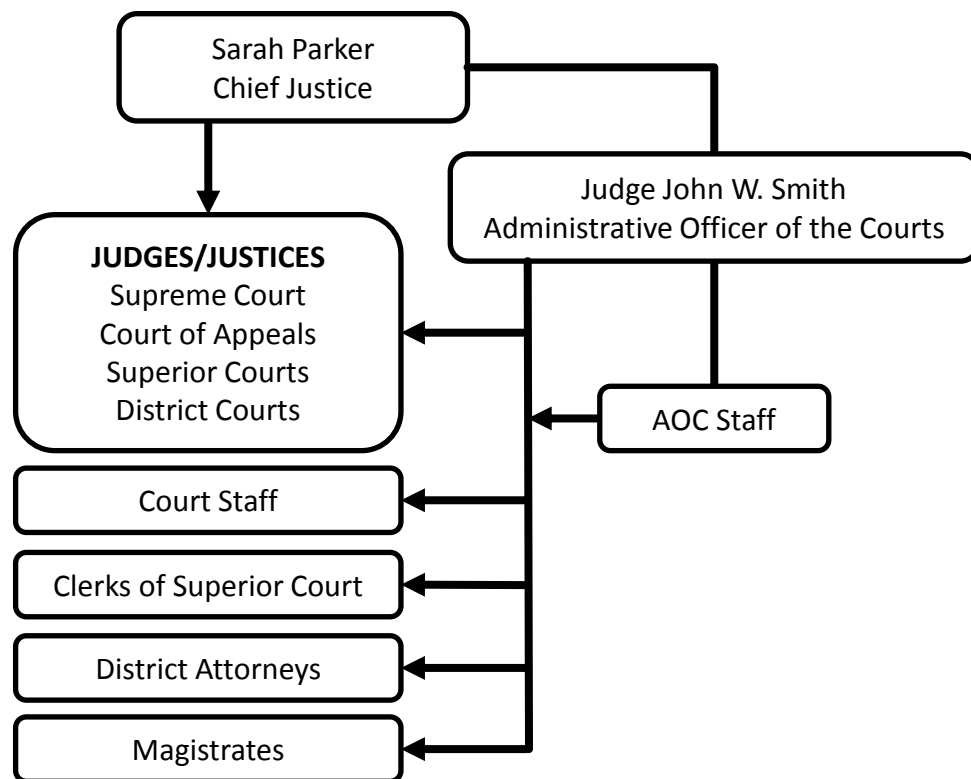 Sarah Parker
Chief Justice
Judge John W. Smith
Administrative Officer of the Courts
JUDGES/JUSTICES
Supreme Court
Court of Appeals
Superior Courts
District Courts
AOC Staff
Court Staff
Clerks of Superior Court
District Attorneys
Magistrates